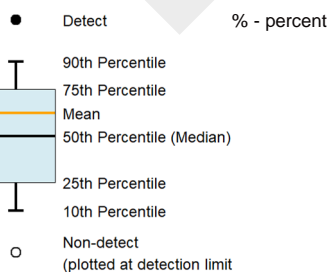 Detect
% - percent
90th Percentile
75th Percentile
Mean
50th Percentile (Median)
25th Percentile
10th Percentile
Non-detect
(plotted at detection limit